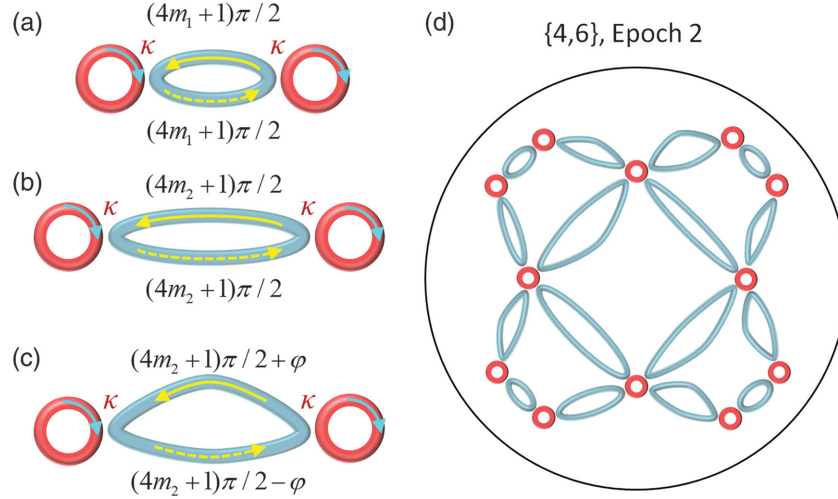 (a)
(4m₁+1)π/2
κ κ
(4m₁+1)π/2
(b)
(4m₂+1)π/2
κ κ
(4m₂+1)π/2
(c)
(4m₂+1)π/2+φ
κ κ
(4m₂+1)π/2−φ
(d)
{4,6}, Epoch 2